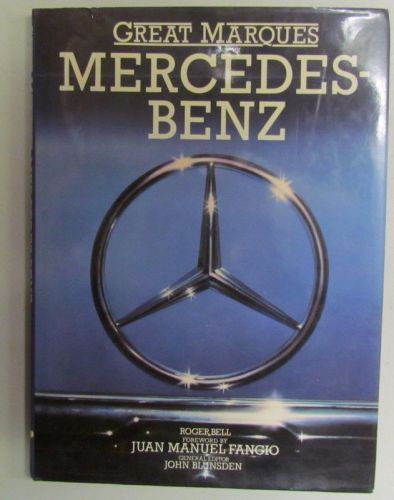 GREAT MARQUES
MERCEDES-
BENZ
ROGER BELL
FOREWORD BY
JUAN MANUEL FANGIO
GENERAL EDITOR
JOHN BLUNSDEN